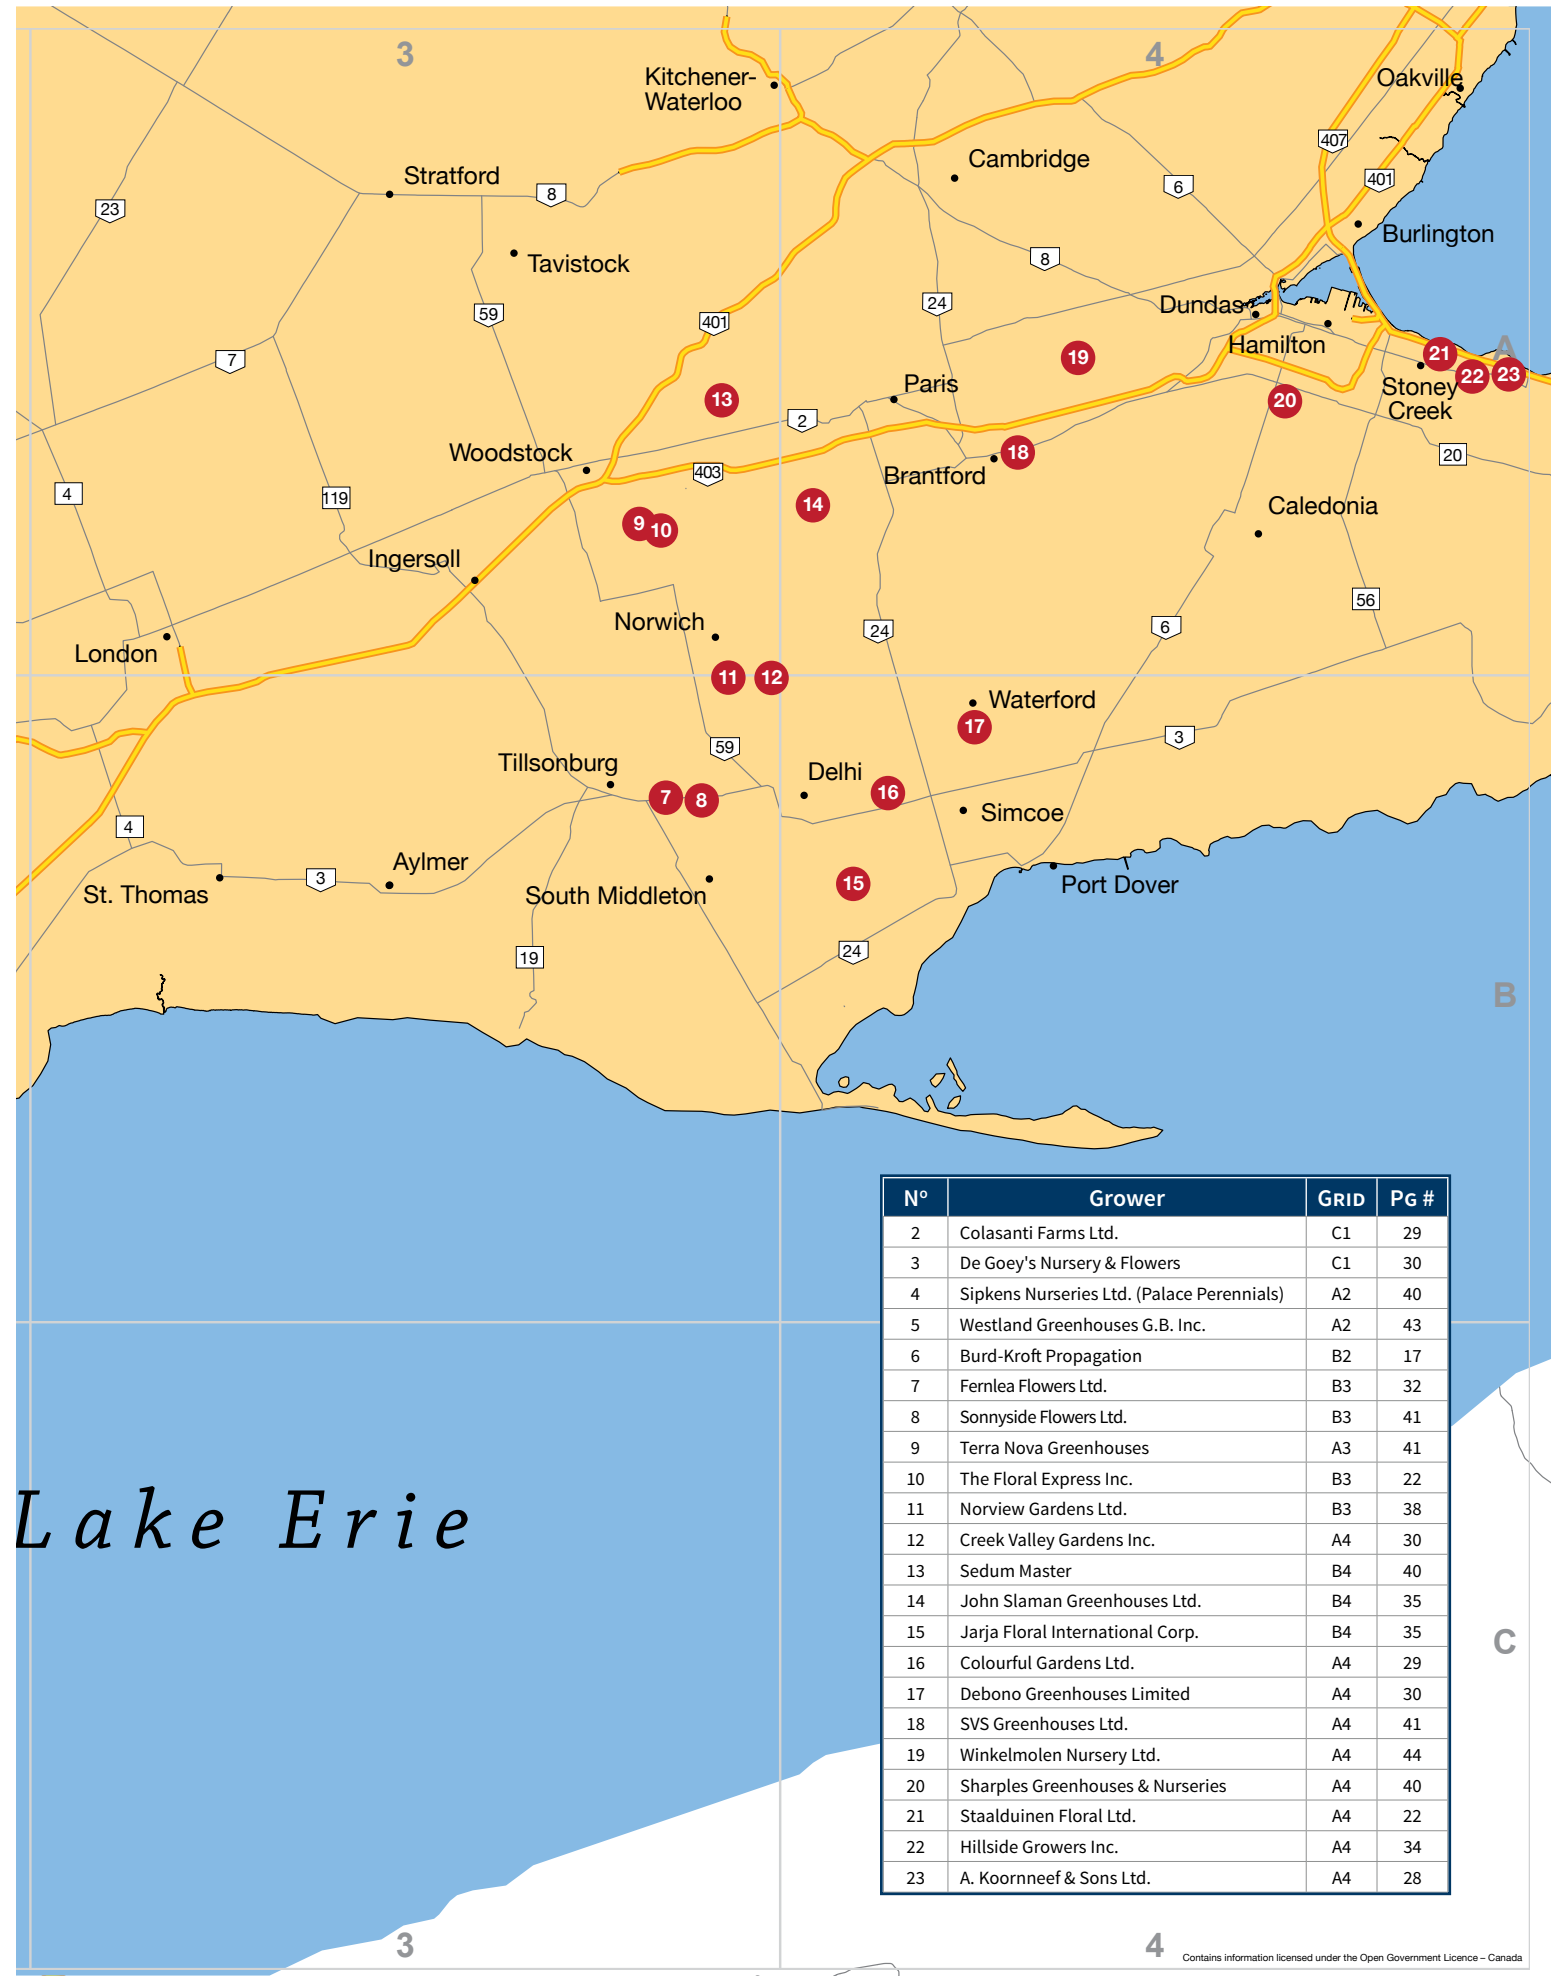 3
4
Kitchener-
Waterloo
Oakville
407
Cambridge
401
Stratford
8
6
23
Burlington
Tavistock
8
24
Dundas
59
401
Hamilton
A
7
19
21
22
23
Stoney
Creek
13
Paris
20
2
Woodstock
18
20
403
Brantford
4
119
14
Caledonia
9
10
Ingersoll
56
Norwich
24
6
London
11
12
Waterford
17
3
59
Tillsonburg
Delhi
7
8
16
Simcoe
4
Aylmer
3
St. Thomas
South Middleton
15
Port Dover
19
24
B
Nº Grower Grid Pg #
2 Colasanti Farms Ltd. C1 29
3 De Goey's Nursery & Flowers C1 30
4 Sipkens Nurseries Ltd. (Palace Perennials) A2 40
5 Westland Greenhouses G.B. Inc. A2 43
6 Burd-Kroft Propagation B2 17
7 Fernlea Flowers Ltd. B3 32
8 Sonnyside Flowers Ltd. B3 41
9 Terra Nova Greenhouses A3 41
10 The Floral Express Inc. B3 22
11 Norview Gardens Ltd. B3 38
12 Creek Valley Gardens Inc. A4 30
13 Sedum Master B4 40
14 John Slaman Greenhouses Ltd. B4 35
15 Jarja Floral International Corp. B4 35
16 Colourful Gardens Ltd. A4 29
17 Debono Greenhouses Limited A4 30
18 SVS Greenhouses Ltd. A4 41
19 Winkelmolen Nursery Ltd. A4 44
20 Sharples Greenhouses & Nurseries A4 40
21 Staalduinen Floral Ltd. A4 22
22 Hillside Growers Inc. A4 34
23 A. Koornneef & Sons Ltd. A4 28
Lake Erie
C
3
4
Contains information licensed under the Open Government Licence – Canada